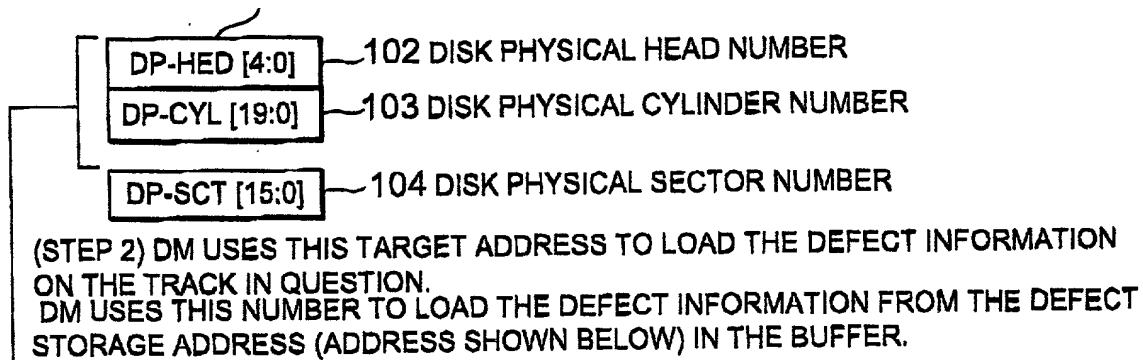 DP-HED [4:0] 102 DISK PHYSICAL HEAD NUMBER
DP-CYL [19:0] 103 DISK PHYSICAL CYLINDER NUMBER
DP-SCT [15:0] 104 DISK PHYSICAL SECTOR NUMBER
(STEP 2) DM USES THIS TARGET ADDRESS TO LOAD THE DEFECT INFORMATION
ON THE TRACK IN QUESTION.
DM USES THIS NUMBER TO LOAD THE DEFECT INFORMATION FROM THE DEFECT
STORAGE ADDRESS (ADDRESS SHOWN BELOW) IN THE BUFFER.